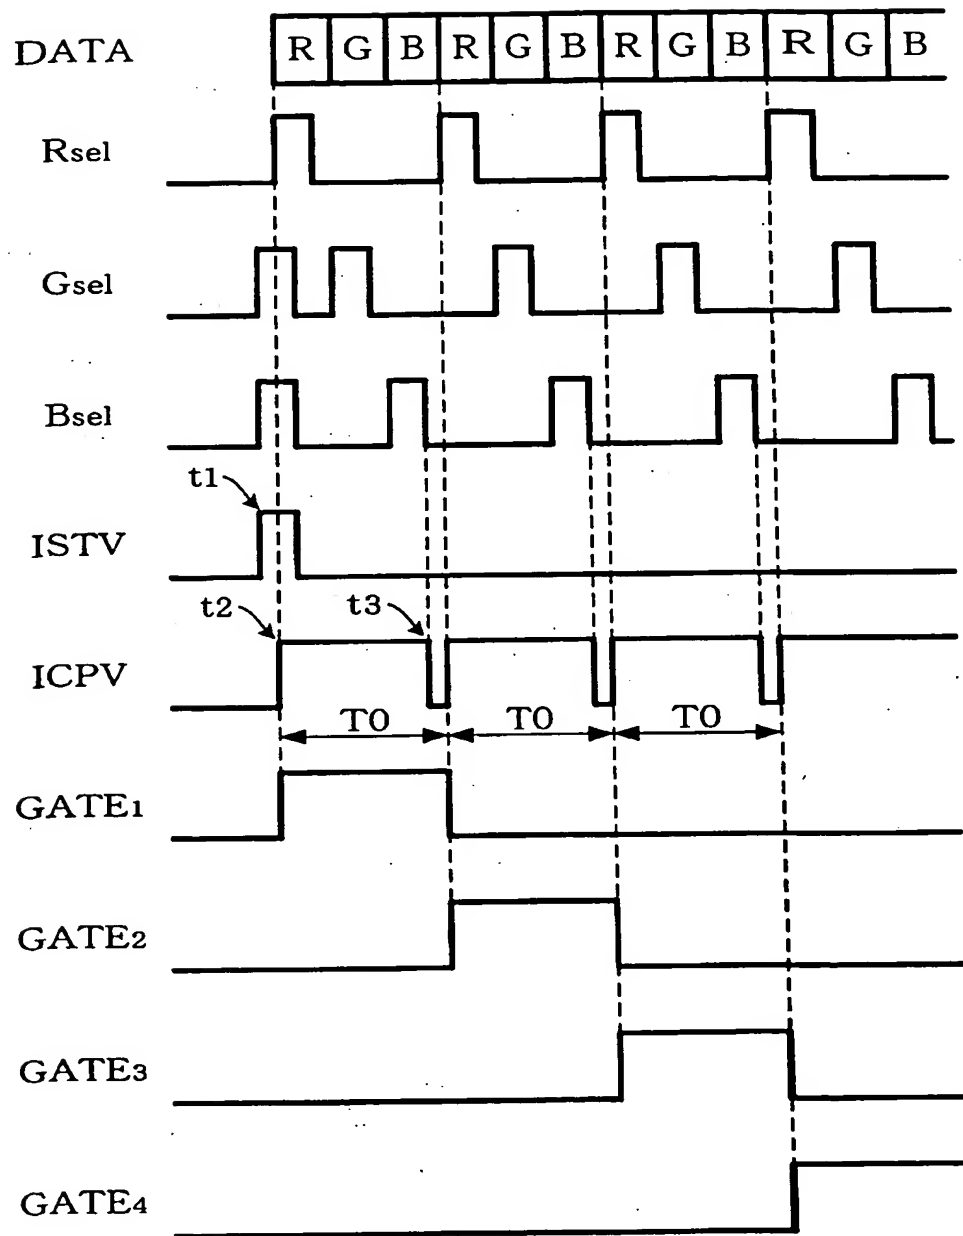 DATA R G B R G B R G B R G B
Rsel
Gsel
Bsel
t1
ISTV
t2 t3
ICPV
T0 T0 T0
GATE1
GATE2
GATE3
GATE4